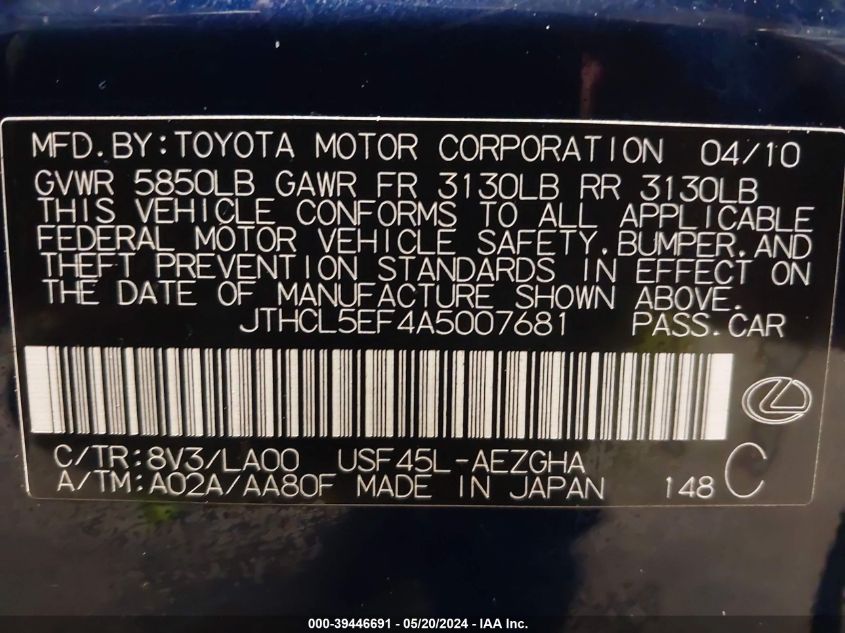 MFD.BY:TOYOTA MOTOR CORPORATION 04/10
GVWR 5850LB GAWR FR 3130LB RR 3130LB
THIS VEHICLE CONFORMS TO ALL APPLICABLE
FEDERAL MOTOR VEHICLE SAFETY,BUMPER,AND
THEFT PREVENTION STANDARDS IN EFFECT ON
THE DATE OF MANUFACTURE SHOWN ABOVE.
JTHCL5EF4A5007681 PASS.CAR
C/TR:8V3/LA00 USF45L-AEZGHA
A/TM:A02A/AA80F MADE IN JAPAN 148 C
000-39446691 - 05/20/2024 - IAA Inc.